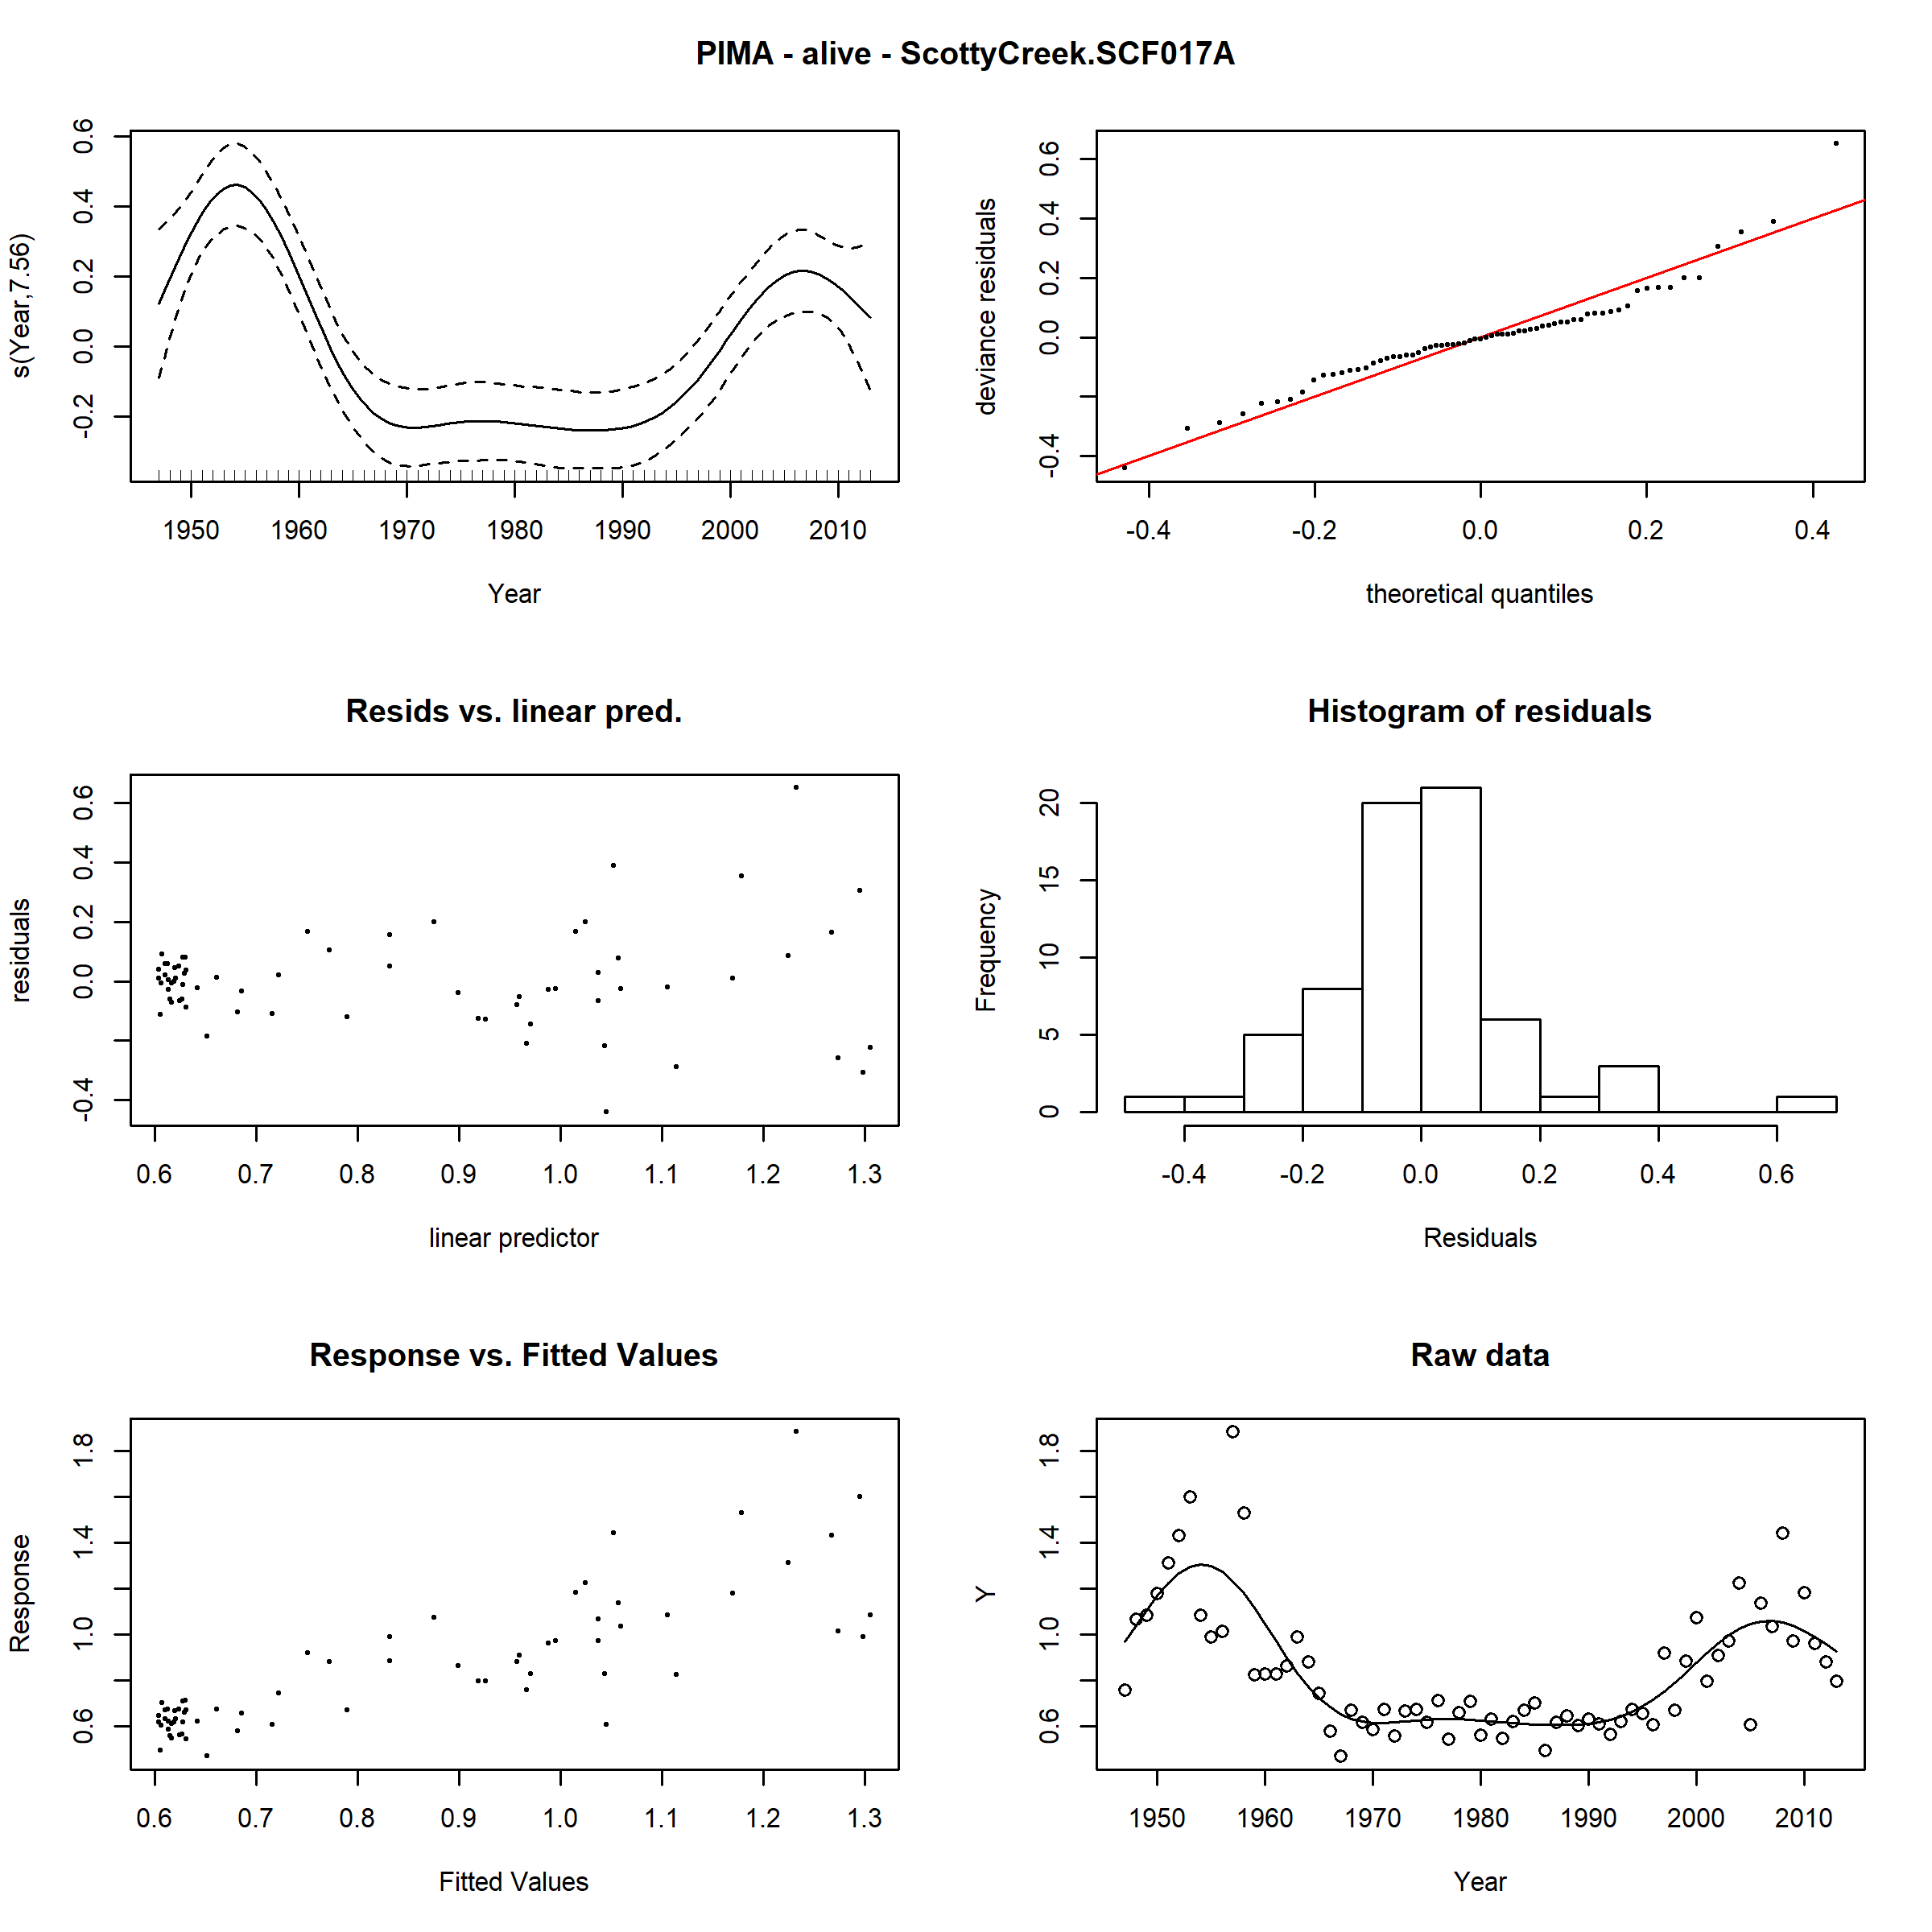 PIMA - alive - ScottyCreek.SCF017A
s(Year,7.56)
-0.2 0.0 0.2 0.4 0.6
1950 1960 1970 1980 1990 2000 2010
Year
deviance residuals
-0.4 0.0 0.2 0.4 0.6
-0.4 -0.2 0.0 0.2 0.4
theoretical quantiles
Resids vs. linear pred.
residuals
-0.4 0.0 0.2 0.4 0.6
0.6 0.7 0.8 0.9 1.0 1.1 1.2 1.3
linear predictor
Histogram of residuals
Frequency
0 5 10 15 20
-0.4 -0.2 0.0 0.2 0.4 0.6
Residuals
Response vs. Fitted Values
Response
0.6 1.0 1.4 1.8
0.6 0.7 0.8 0.9 1.0 1.1 1.2 1.3
Fitted Values
Raw data
Y
0.6 1.0 1.4 1.8
1950 1960 1970 1980 1990 2000 2010
Year